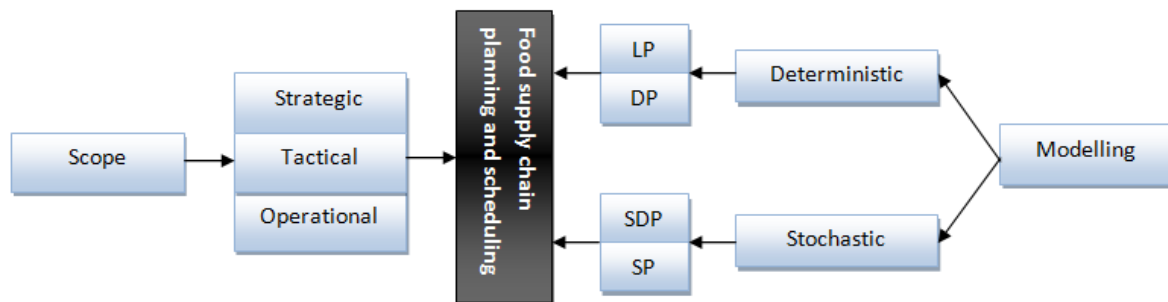 Scope
Strategic
Tactical
Operational
Food supply chain
planning and scheduling
LP
DP
SDP
SP
Deterministic
Stochastic
Modelling